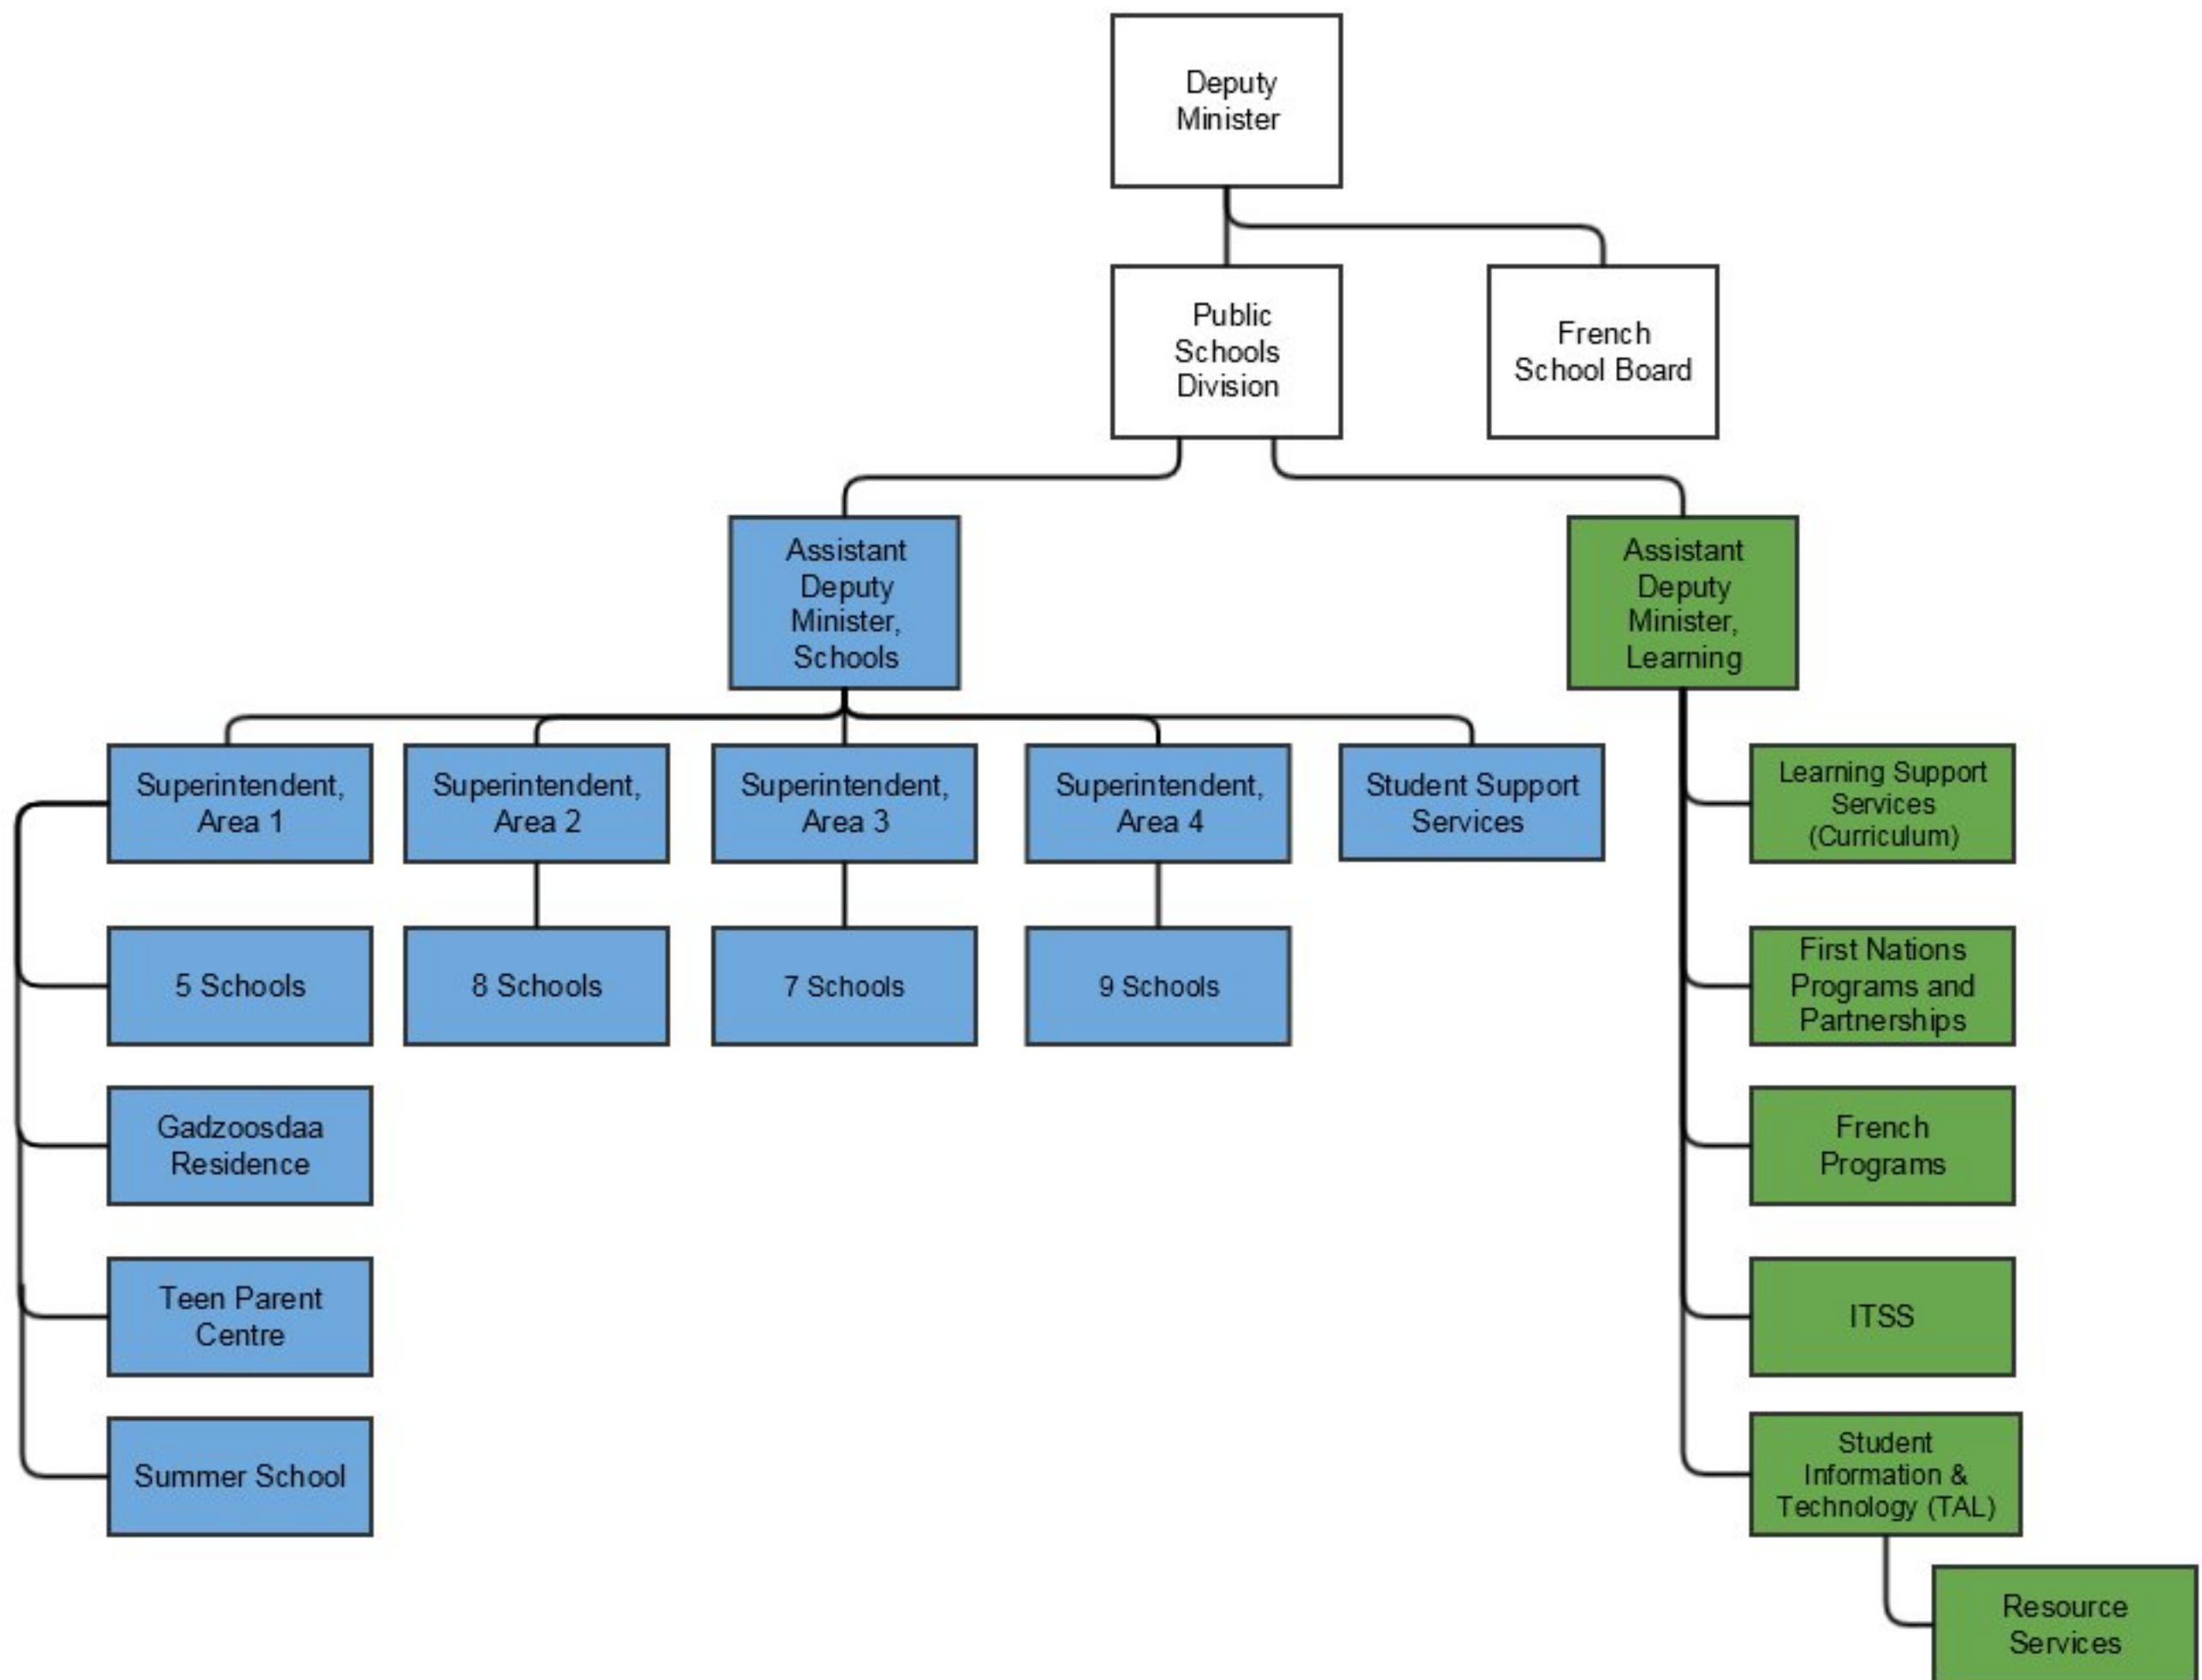 Deputy
Minister
Public
Schools
Division
French
School Board
Assistant
Deputy
Minister,
Schools
Assistant
Deputy
Minister,
Learning
Superintendent,
Area 1
Superintendent,
Area 2
Superintendent,
Area 3
Superintendent,
Area 4
Student Support
Services
Learning Support
Services
(Curriculum)
5 Schools
8 Schools
7 Schools
9 Schools
First Nations
Programs and
Partnerships
Gadzoosdaa
Residence
French
Programs
Teen Parent
Centre
ITSS
Summer School
Student
Information &
Technology (TAL)
Resource
Services